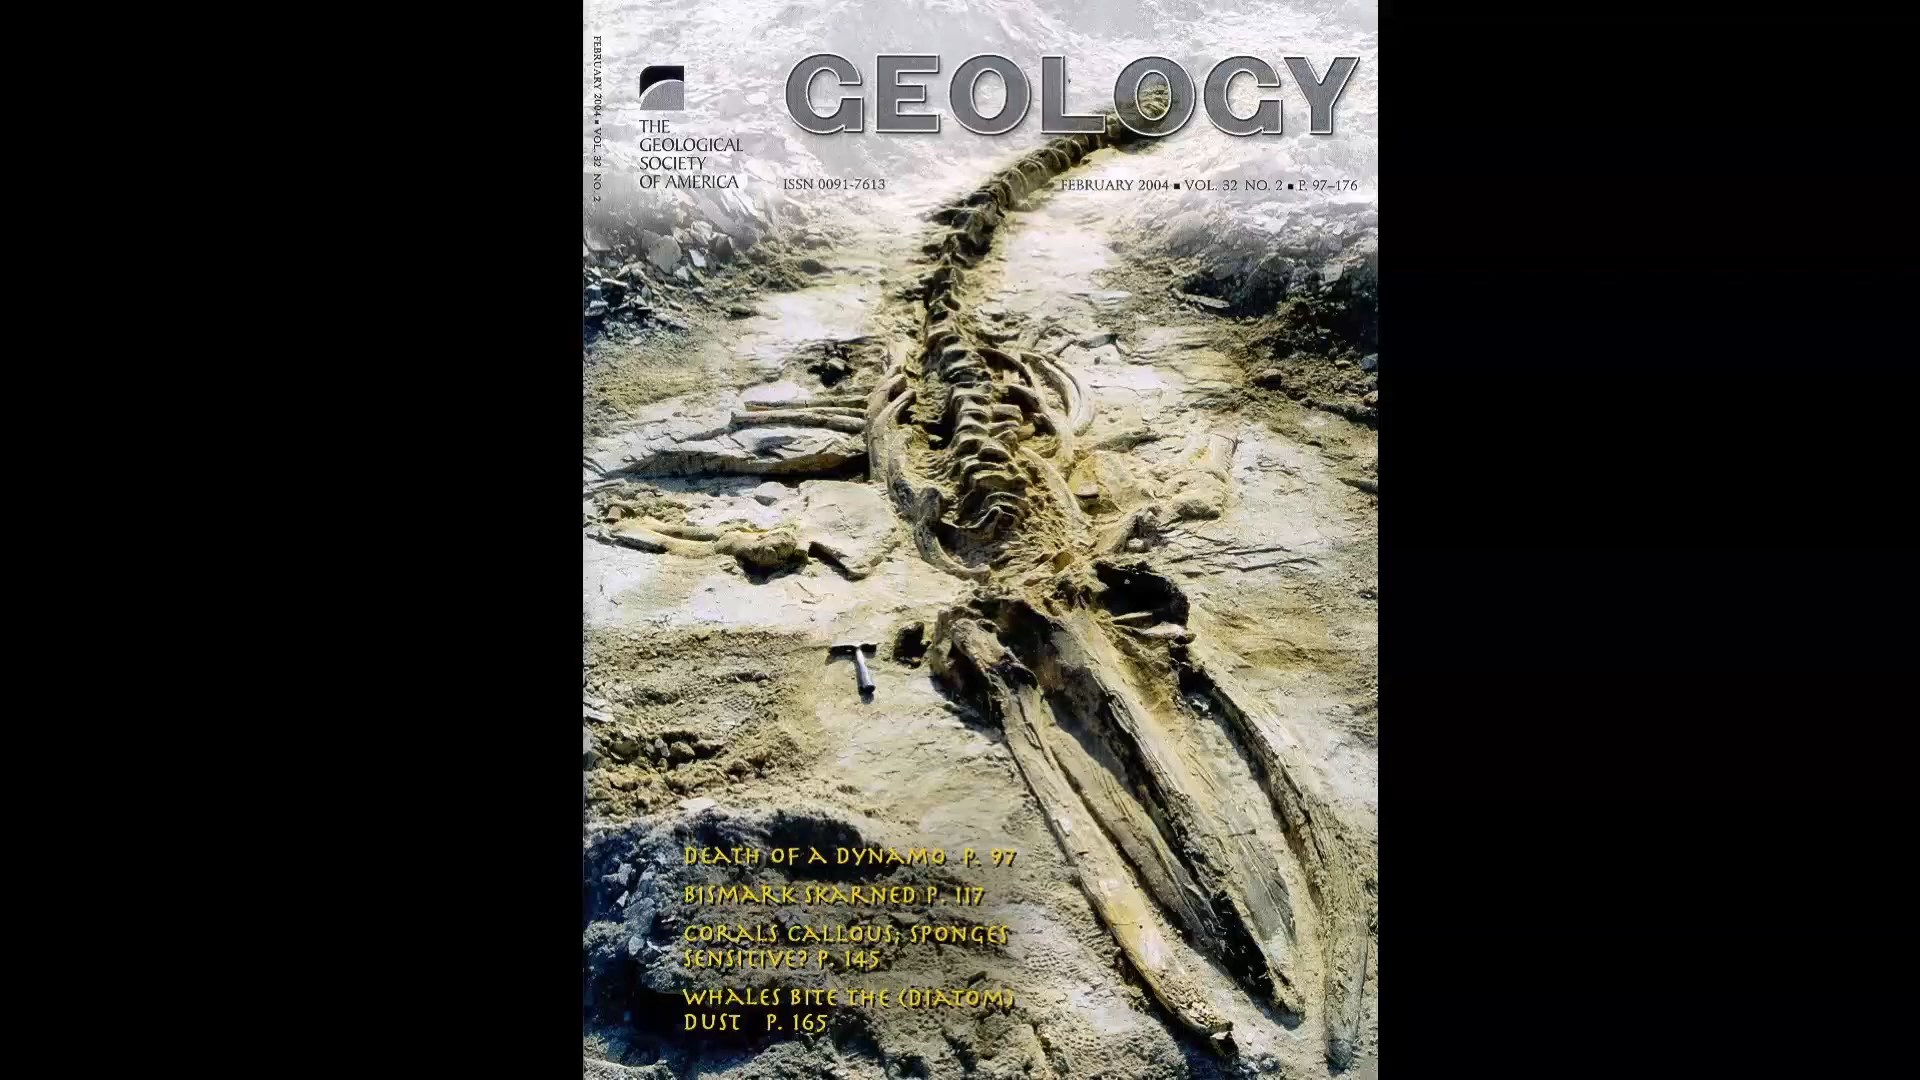 FEBRUARY 2004 ■ VOL. 32 NO. 2
GEOLOGY
THE
GEOLOGICAL
SOCIETY
OF AMERICA
ISSN 0091-7613
FEBRUARY 2004 ■ VOL. 32 NO. 2 ■ P. 97–176
DEATH OF A DYNAMO P. 97
BISMARK SKARNED P. 117
CORALS CALLOUS; SPONGES
SENSITIVE? P. 145
WHALES BITE THE (DIATOM)
DUST P. 165